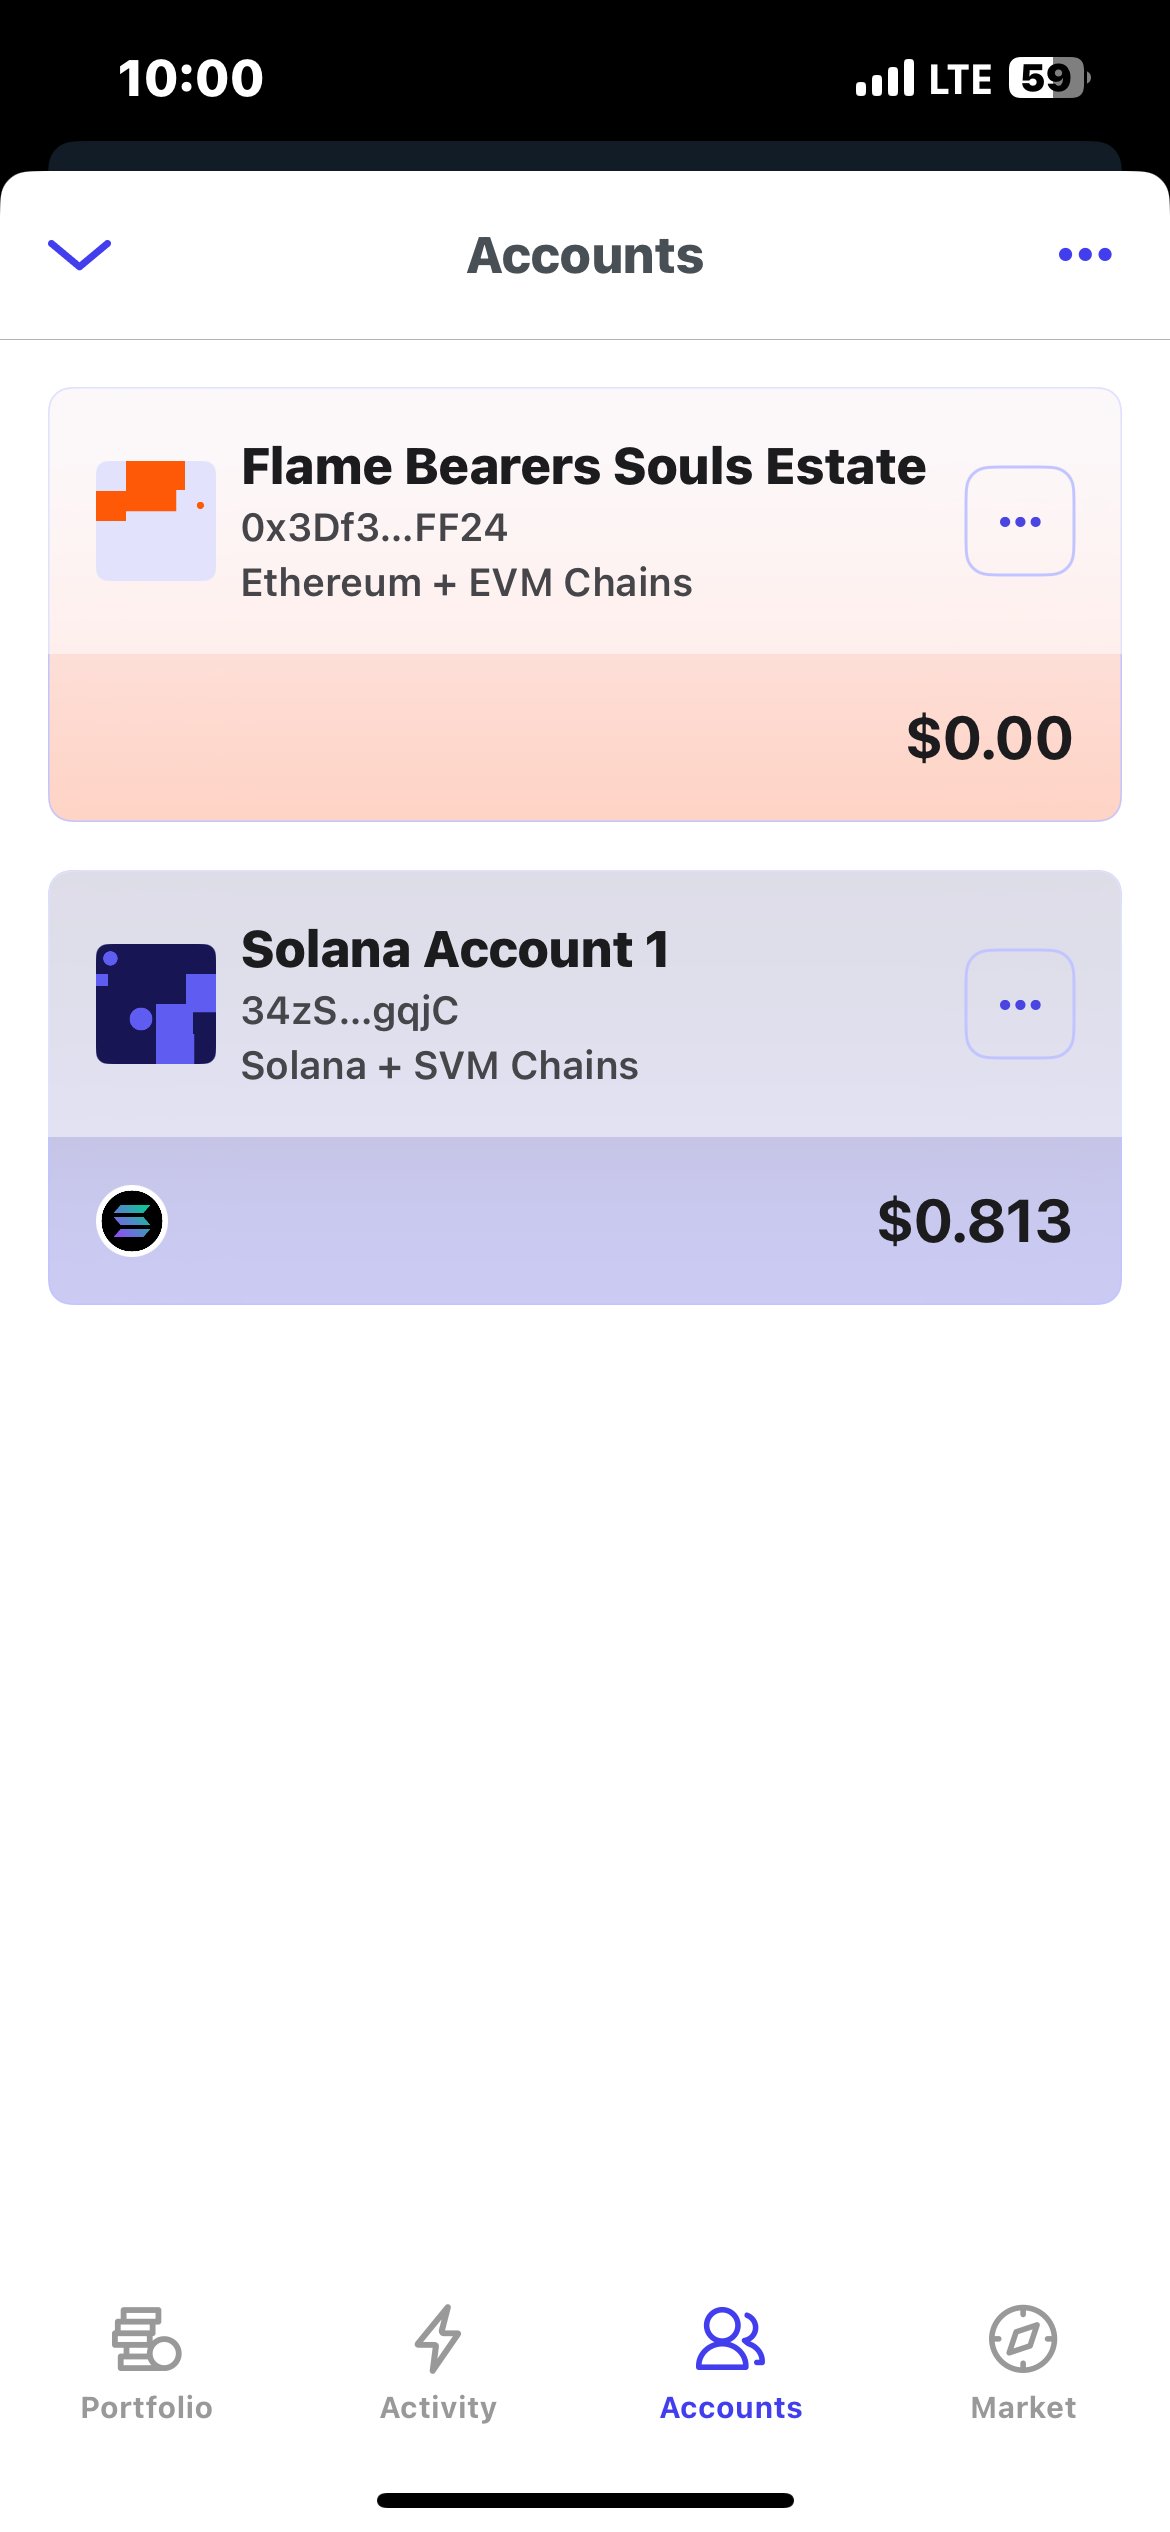 10:00
LTE 59
Accounts
Flame Bearers Souls Estate
0x3Df3...FF24
Ethereum + EVM Chains
$0.00
Solana Account 1
34zS...gqjC
Solana + SVM Chains
$0.813
Portfolio
Activity
Accounts
Market